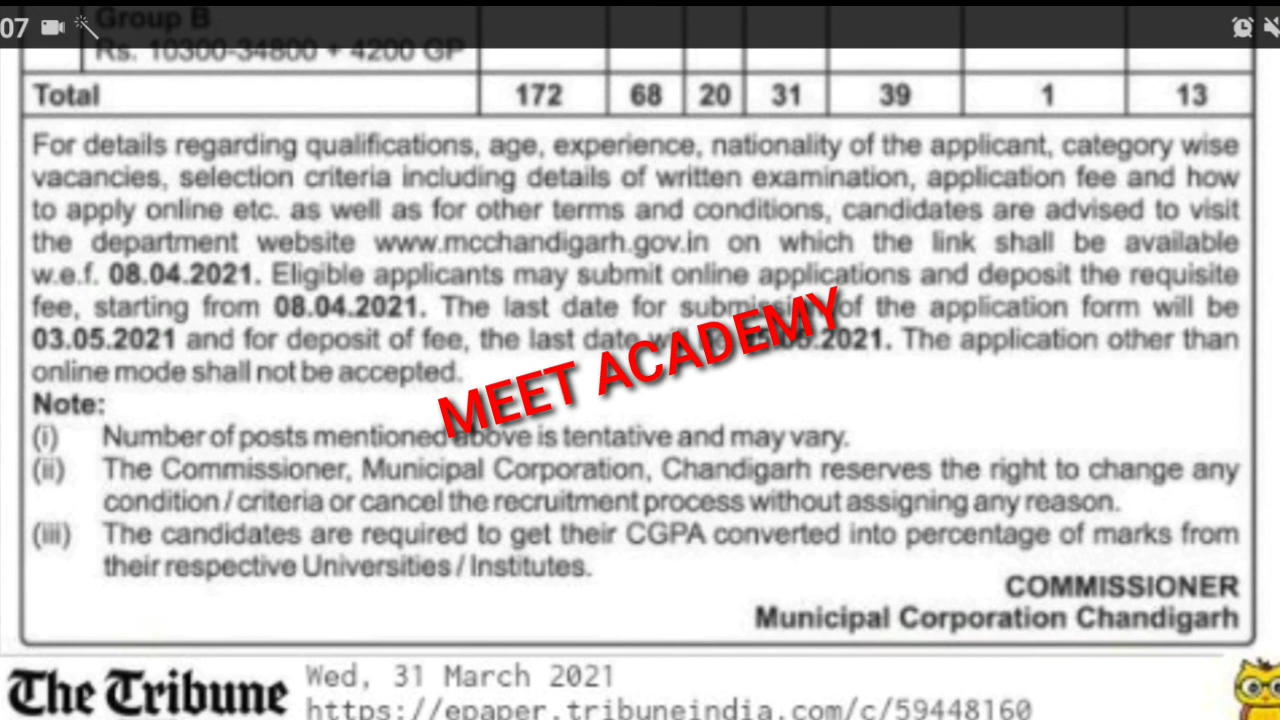 07
Group B
Rs. 10300-34800 + 4200 GP
Total 172 68 20 31 39 1 13
For details regarding qualifications, age, experience, nationality of the applicant, category wise
vacancies, selection criteria including details of written examination, application fee and how
to apply online etc. as well as for other terms and conditions, candidates are advised to visit
the department website www.mcchandigarh.gov.in on which the link shall be available
w.e.f. 08.04.2021. Eligible applicants may submit online applications and deposit the requisite
fee, starting from 08.04.2021. The last date for submission of the application form will be
03.05.2021 and for deposit of fee, the last date 2021. The application other than
online mode shall not be accepted.
MEET ACADEMY
Note:
(i) Number of posts mentioned above is tentative and may vary.
(ii) The Commissioner, Municipal Corporation, Chandigarh reserves the right to change any
condition / criteria or cancel the recruitment process without assigning any reason.
(iii) The candidates are required to get their CGPA converted into percentage of marks from
their respective Universities / Institutes.
COMMISSIONER
Municipal Corporation Chandigarh
The Tribune
Wed, 31 March 2021
https://epaper.tribuneindia.com/c/59448160